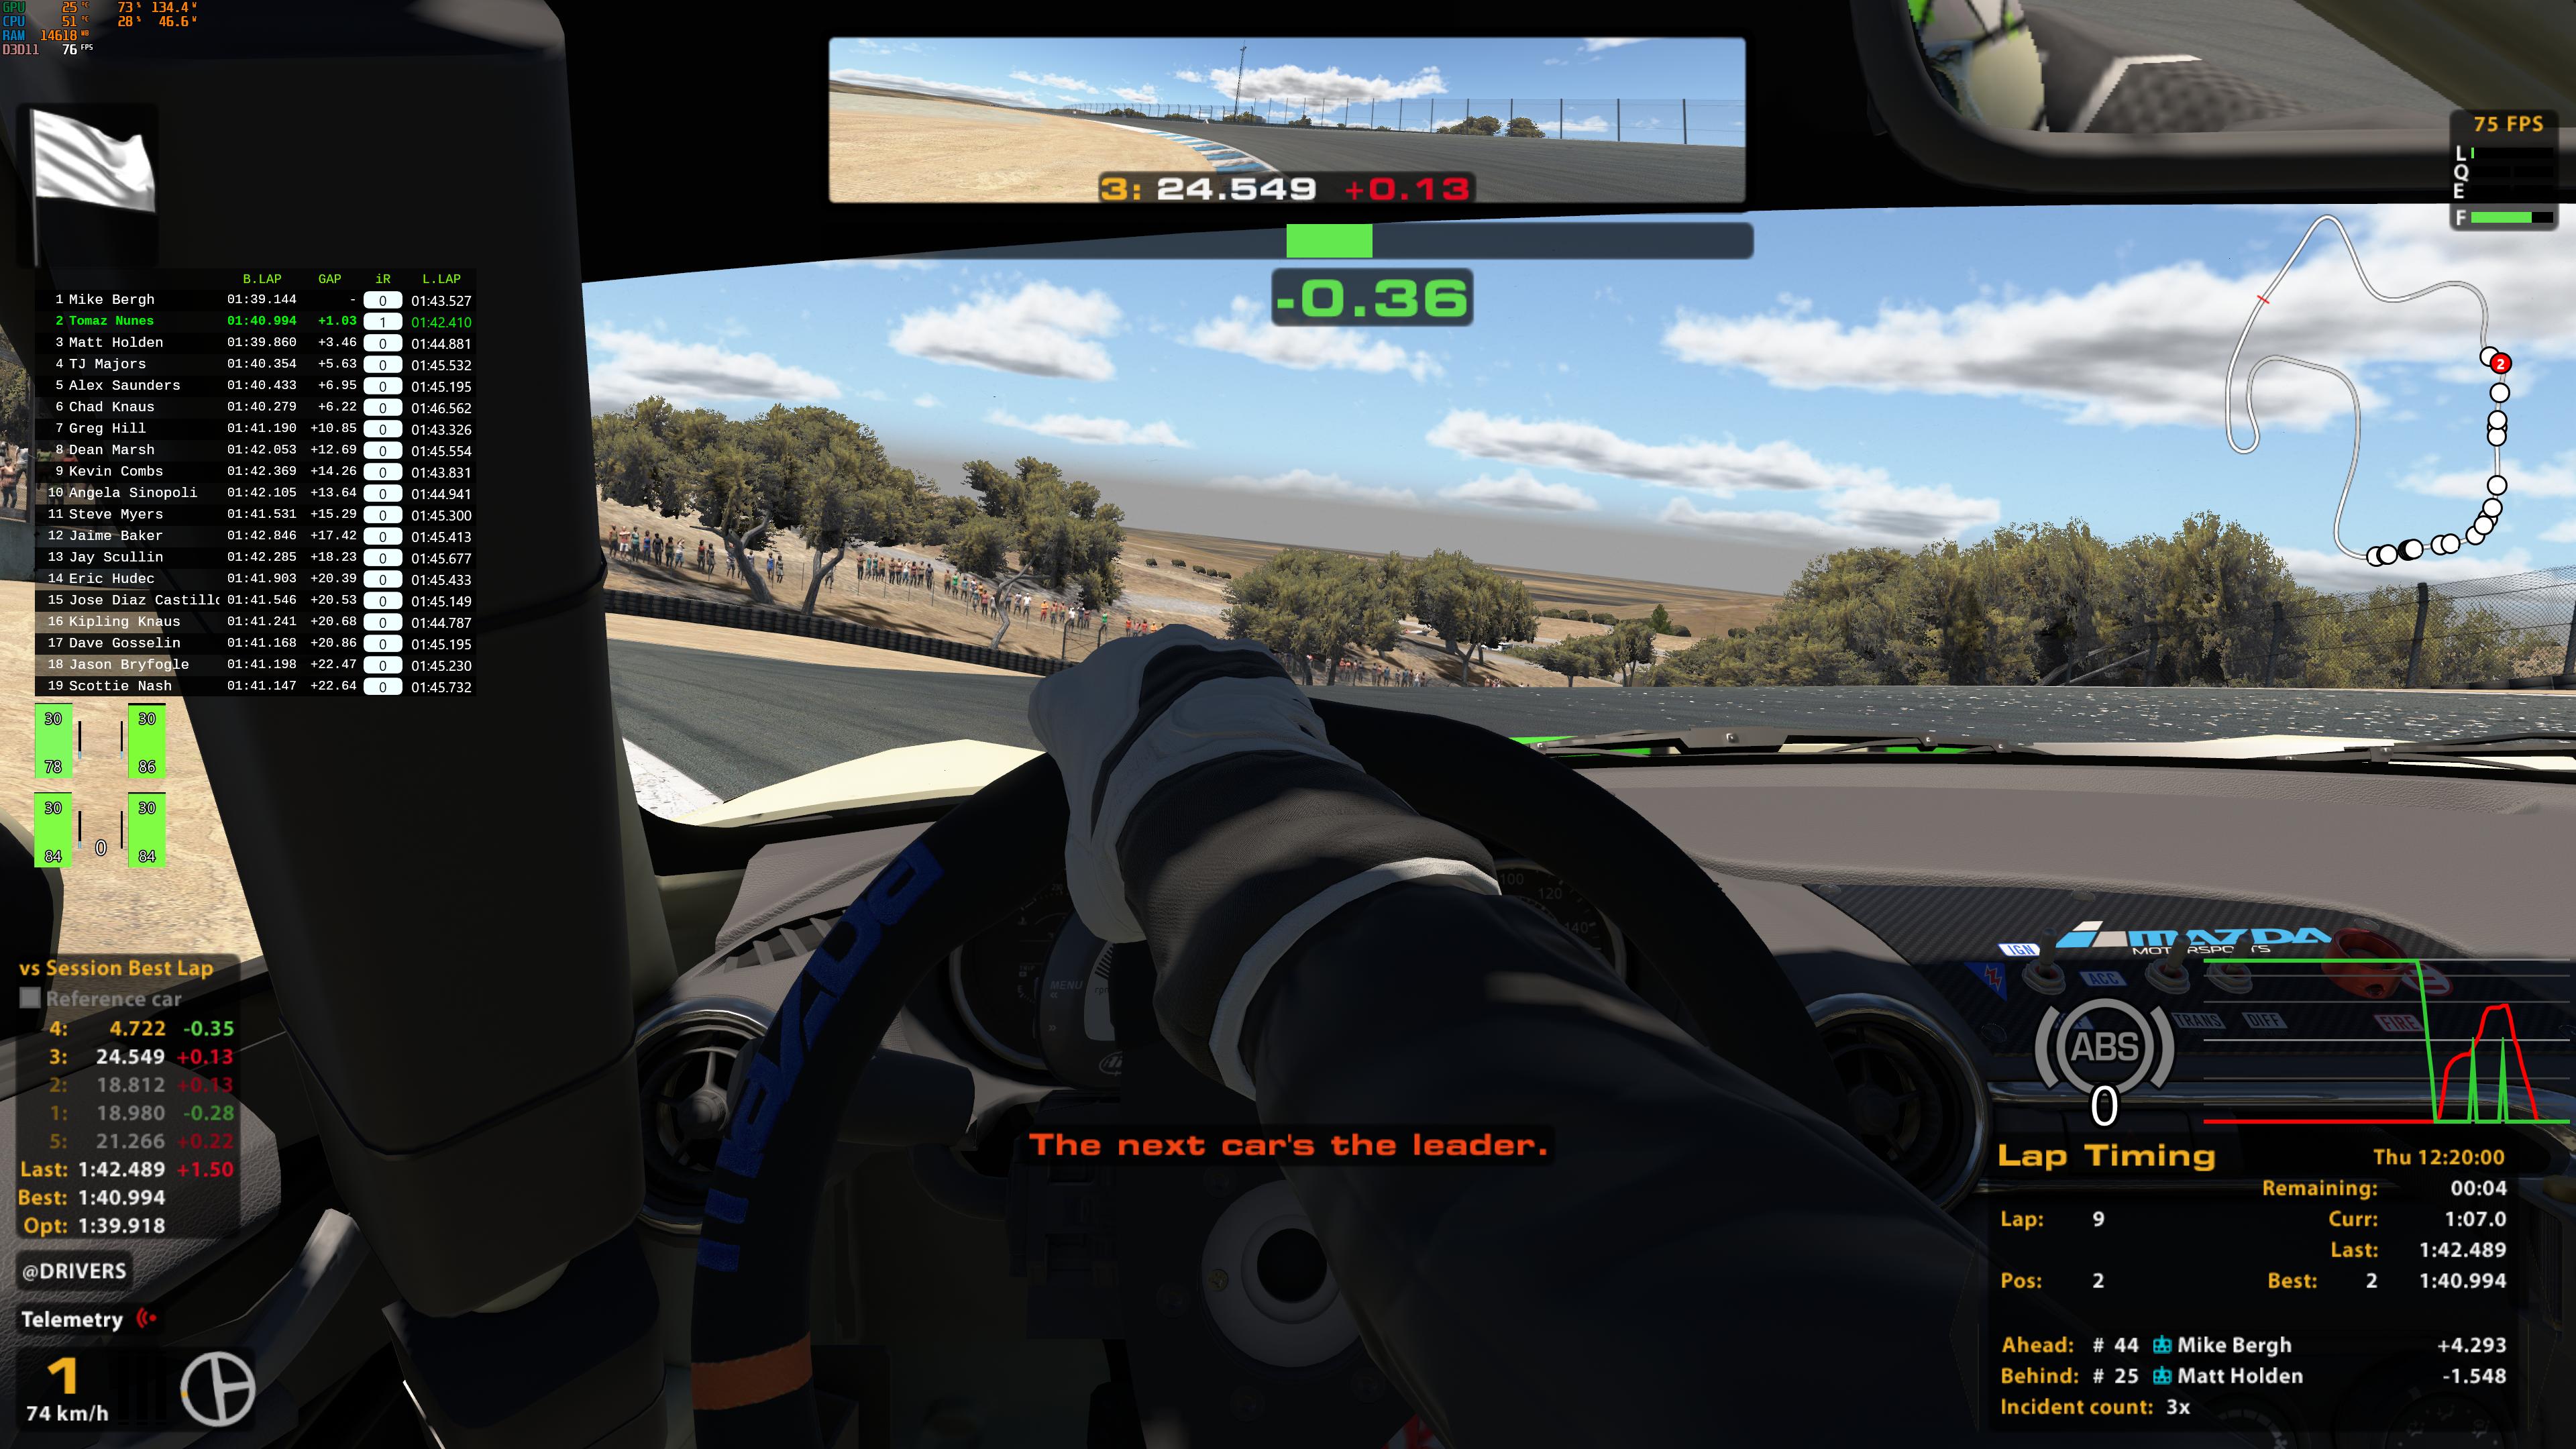 GPU 25 °C 73 % 134.4 W
CPU 51 °C 28 % 46.6 W
RAM 14618 MB
D3D11 76 FPS
3: 24.549 +0.13
-0.36
75 FPS
L
Q
E
F
2
B.LAP GAP iR L.LAP
1 Mike Bergh 01:39.144 - 0 01:43.527
2 Tomaz Nunes 01:40.994 +1.03 1 01:42.410
3 Matt Holden 01:39.860 +3.46 0 01:44.881
4 TJ Majors 01:40.354 +5.63 0 01:45.532
5 Alex Saunders 01:40.433 +6.95 0 01:45.195
6 Chad Knaus 01:40.279 +6.22 0 01:46.562
7 Greg Hill 01:41.190 +10.85 0 01:43.326
8 Dean Marsh 01:42.053 +12.69 0 01:45.554
9 Kevin Combs 01:42.369 +14.26 0 01:43.831
10 Angela Sinopoli 01:42.105 +13.64 0 01:44.941
11 Steve Myers 01:41.531 +15.29 0 01:45.300
12 Jaime Baker 01:42.846 +17.42 0 01:45.413
13 Jay Scullin 01:42.285 +18.23 0 01:45.677
14 Eric Hudec 01:41.903 +20.39 0 01:45.433
15 Jose Diaz Castillo 01:41.546 +20.53 0 01:45.149
16 Kipling Knaus 01:41.241 +20.68 0 01:44.787
17 Dave Gosselin 01:41.168 +20.86 0 01:45.195
18 Jason Bryfogle 01:41.198 +22.47 0 01:45.230
19 Scottie Nash 01:41.147 +22.64 0 01:45.732
30 30
78 86
30 30
84 0 84
100
120
140
MENU
MAZDA
MAZDA
MOTORSPORTS
IGN
ACC
TRANS
DIFF
FIRE
ABS
0
vs Session Best Lap
Reference car
4: 4.722 -0.35
3: 24.549 +0.13
2: 18.812 +0.13
1: 18.980 -0.28
5: 21.266 +0.22
Last: 1:42.489 +1.50
Best: 1:40.994
Opt: 1:39.918
@DRIVERS
Telemetry
1
74 km/h
The next car's the leader.
Lap Timing Thu 12:20:00
Remaining: 00:04
Lap: 9 Curr: 1:07.0
Last: 1:42.489
Pos: 2 Best: 2 1:40.994
Ahead: # 44 Mike Bergh +4.293
Behind: # 25 Matt Holden -1.548
Incident count: 3x